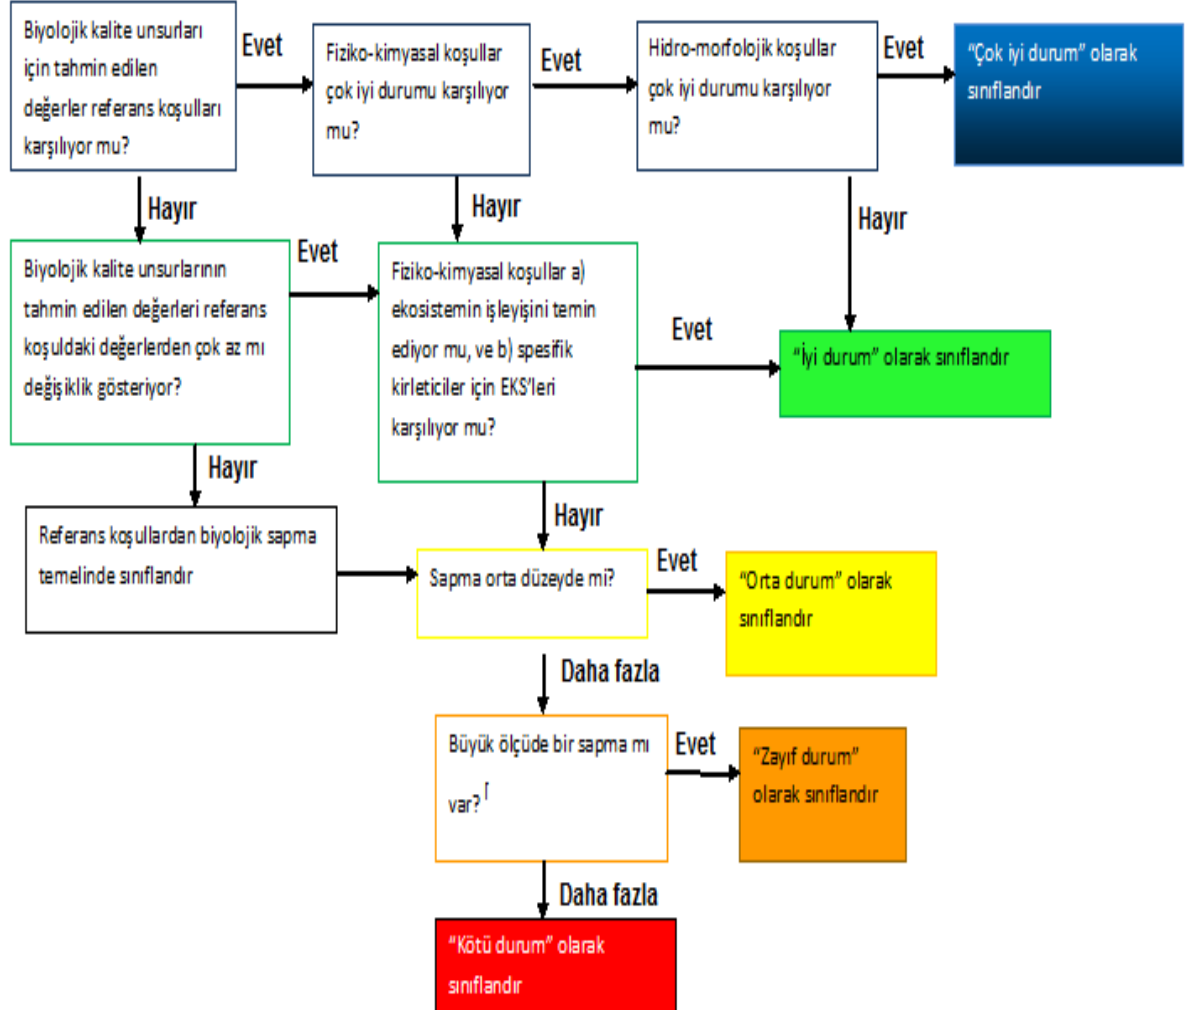 Biyolojik kalite unsurları
için tahmin edilen
değerler referans koşulları
karşılıyor mu?
Evet
Fiziko-kimyasal koşullar
çok iyi durumu karşılıyor
mu?
Evet
Hidro-morfolojik koşullar
çok iyi durumu karşılıyor
mu?
Evet
“Çok iyi durum” olarak
sınıflandır
Hayır
Hayır
Hayır
Biyolojik kalite unsurlarının
tahmin edilen değerleri referans
koşuldaki değerlerden çok az mı
değişiklik gösteriyor?
Evet
Fiziko-kimyasal koşullar a)
ekosistemin işleyişini temin
ediyor mu, ve b) spesifik
kirleticiler için EKS’leri
karşılıyor mu?
Evet
“İyi durum” olarak sınıflandır
Hayır
Hayır
Referans koşullardan biyolojik sapma
temelinde sınıflandır
Sapma orta düzeyde mi?
Evet
“Orta durum” olarak
sınıflandır
Daha fazla
Büyük ölçüde bir sapma mı
var?
Evet
“Zayıf durum”
olarak sınıflandır
Daha fazla
“Kötü durum” olarak
sınıflandır